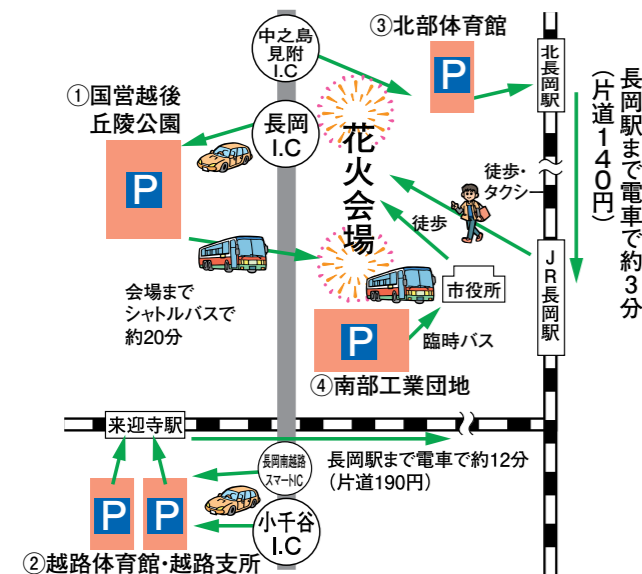 中之島
見附
I.C
③北部体育館
P
北長岡駅
長岡駅まで電車で約3分
(片道140円)
①国営越後
丘陵公園
P
長岡
I.C
花火会場
徒歩・
タクシー
徒歩
JR長岡駅
会場まで
シャトルバスで
約20分
市役所
臨時バス
P
④南部工業団地
来迎寺駅
長岡南越路
スマートIC
長岡駅まで電車で約12分
(片道190円)
P
P
小千谷
I.C
②越路体育館・越路支所